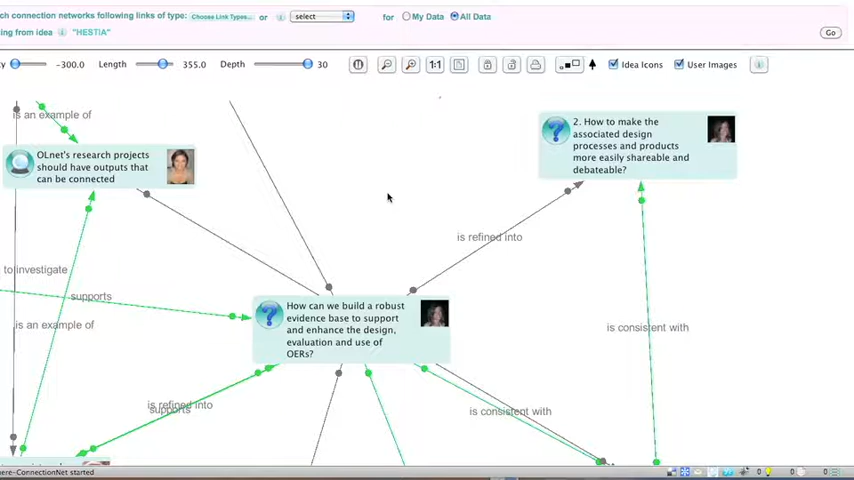 ch connection networks following links of type: Choose Link Types... or select for My Data All Data
ing from idea "HESTIA" Go
y -300.0 Length 355.0 Depth 30 1:1 Idea Icons User Images
is an example of
OLnet's research projects
should have outputs that
can be connected
2. How to make the
associated design
processes and products
more easily shareable and
debateable?
is refined into
to investigate
supports
is an example of
How can we build a robust
evidence base to support
and enhance the design,
evaluation and use of
OERs?
is consistent with
is refined into
supports
is consistent with
ere-ConnectionNet started 0 0 0